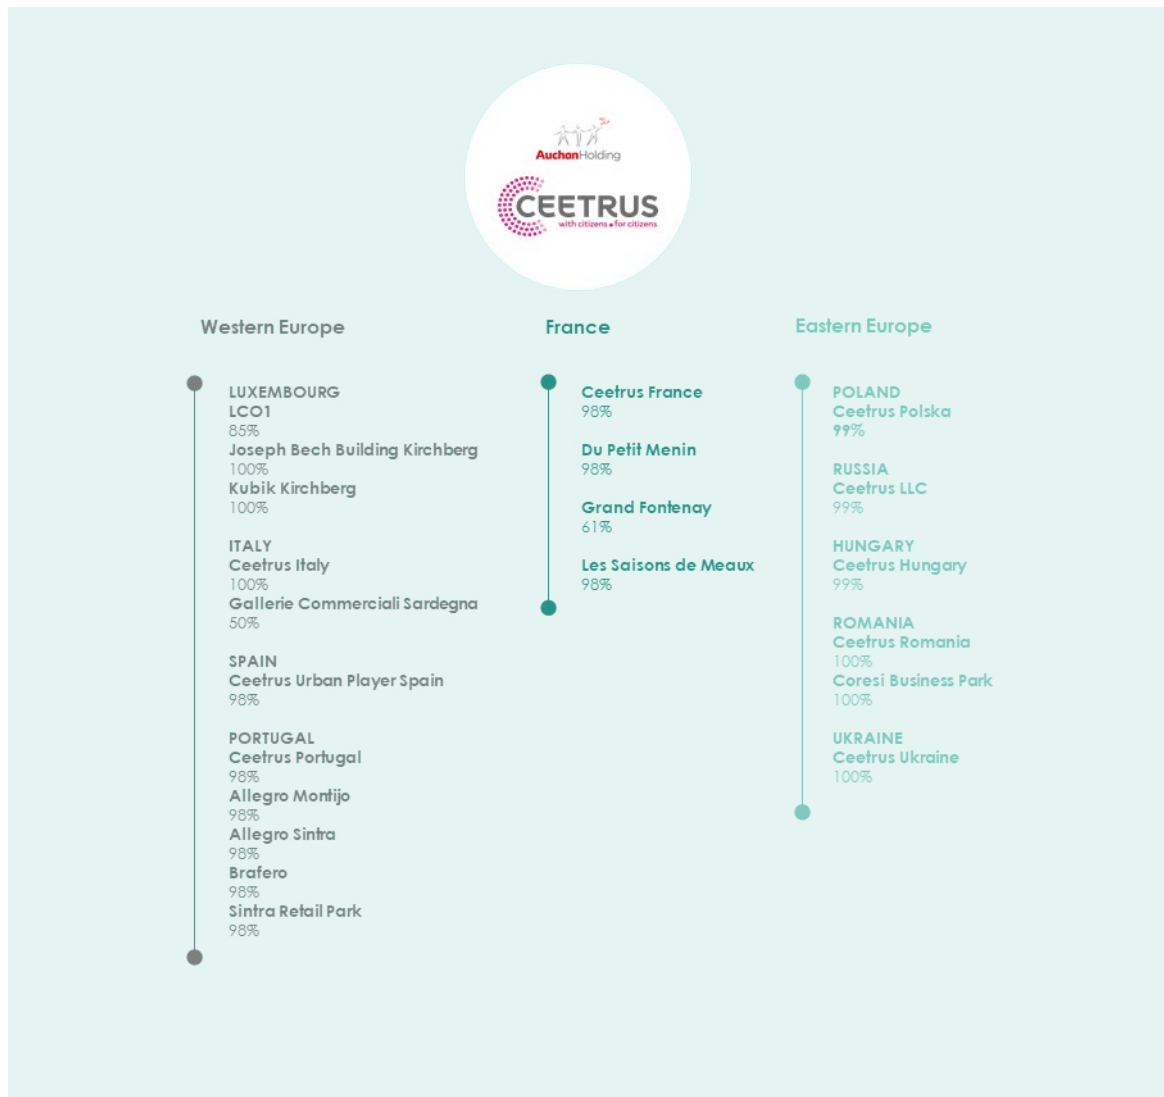 AuchanHolding
CEETRUS
with citizens • for citizens
Western Europe
LUXEMBOURG
LCO1
85%
Joseph Bech Building Kirchberg
100%
Kubik Kirchberg
100%
ITALY
Ceetrus Italy
100%
Gallerie Commerciali Sardegna
50%
SPAIN
Ceetrus Urban Player Spain
98%
PORTUGAL
Ceetrus Portugal
98%
Allegro Montijo
98%
Allegro Sintra
98%
Brafero
98%
Sintra Retail Park
98%
France
Ceetrus France
98%
Du Petit Menin
98%
Grand Fontenay
61%
Les Saisons de Meaux
98%
Eastern Europe
POLAND
Ceetrus Polska
99%
RUSSIA
Ceetrus LLC
99%
HUNGARY
Ceetrus Hungary
99%
ROMANIA
Ceetrus Romania
100%
Coresi Business Park
100%
UKRAINE
Ceetrus Ukraine
100%